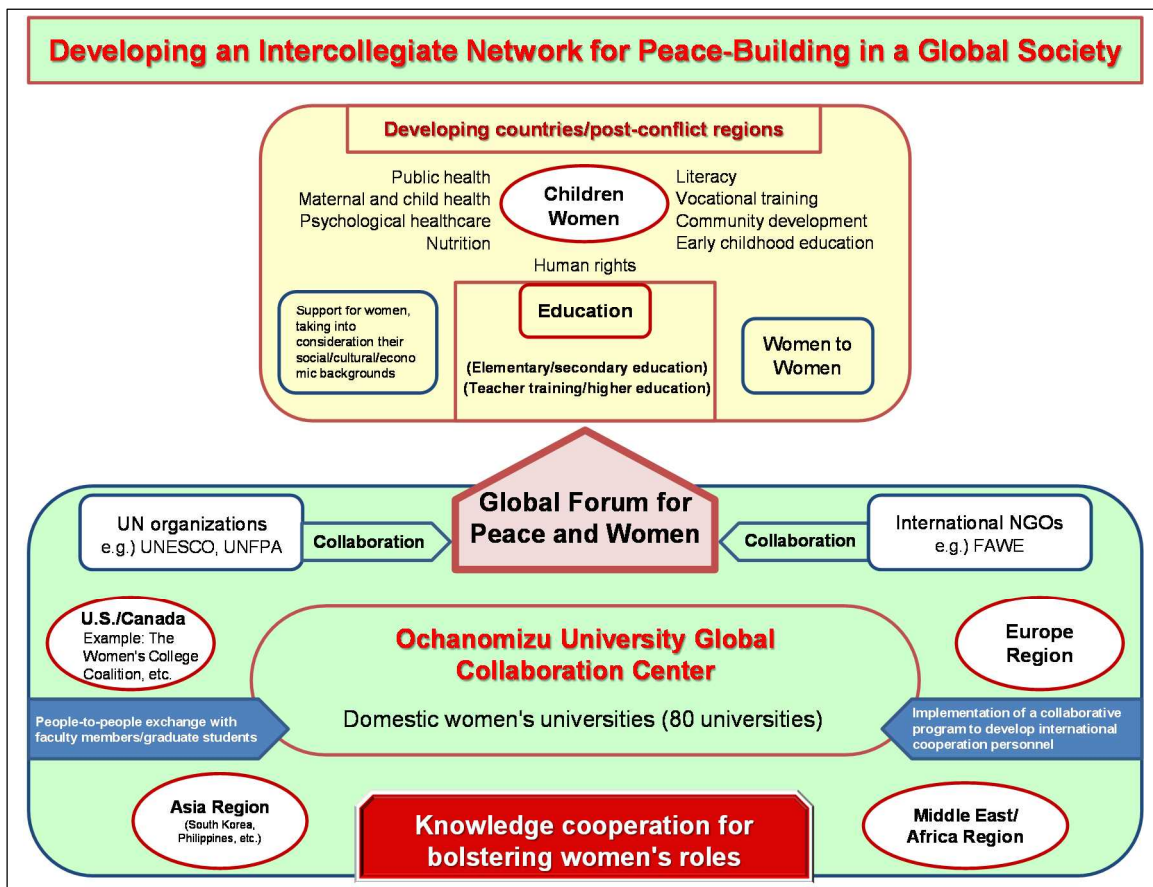 Developing an Intercollegiate Network for Peace-Building in a Global Society
Developing countries/post-conflict regions
Public health
Maternal and child health
Psychological healthcare
Nutrition
Children
Women
Literacy
Vocational training
Community development
Early childhood education
Human rights
Support for women,
taking into
consideration their
social/cultural/econo
mic backgrounds
Education
(Elementary/secondary education)
(Teacher training/higher education)
Women to
Women
Global Forum for
Peace and Women
UN organizations
e.g.) UNESCO, UNFPA
Collaboration
Collaboration
International NGOs
e.g.) FAWE
U.S./Canada
Example: The
Women's College
Coalition, etc.
Ochanomizu University Global
Collaboration Center
Domestic women's universities (80 universities)
Europe
Region
People-to-people exchange with
faculty members/graduate students
Implementation of a collaborative
program to develop international
cooperation personnel
Asia Region
(South Korea,
Philippines, etc.)
Knowledge cooperation for
bolstering women's roles
Middle East/
Africa Region